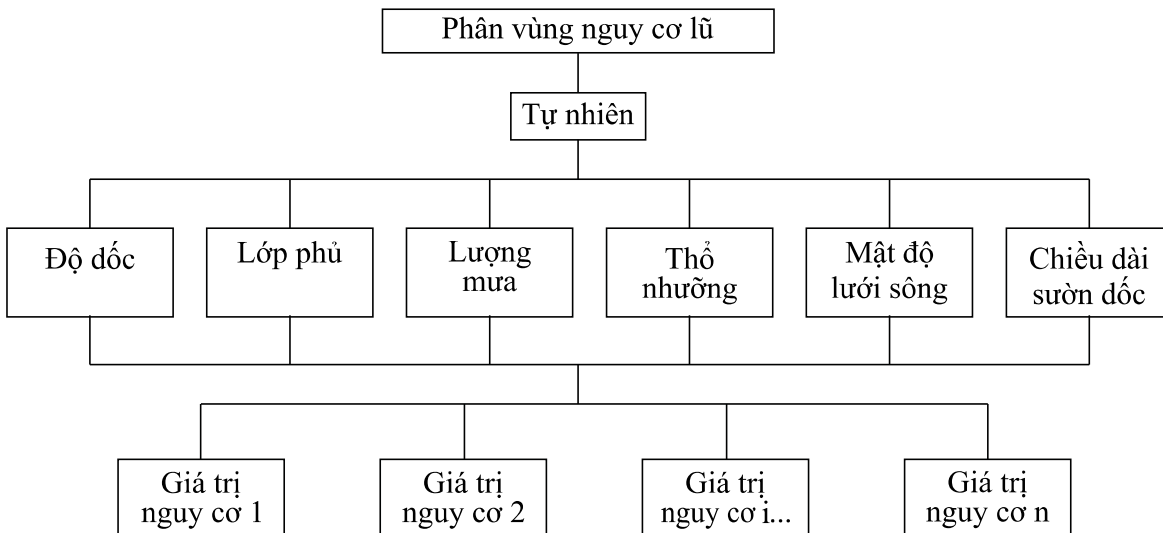 Phân vùng nguy cơ lũ
Tự nhiên
Độ dốc
Lớp phủ
Lượng
mưa
Thổ
nhưỡng
Mật độ
lưới sông
Chiều dài
sườn dốc
Giá trị
nguy cơ 1
Giá trị
nguy cơ 2
Giá trị
nguy cơ i...
Giá trị
nguy cơ n